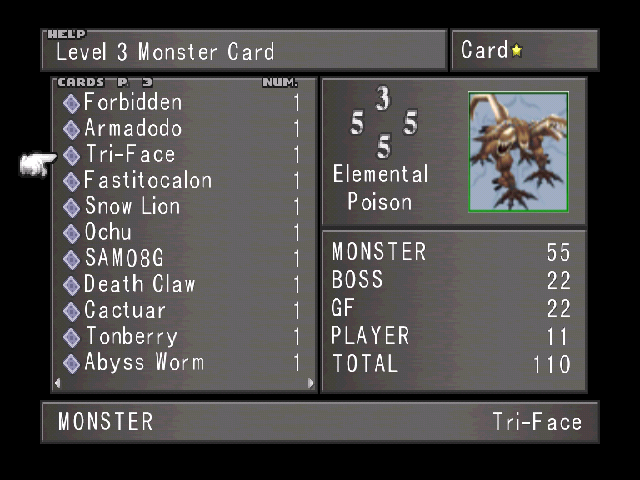 HELP
Level 3 Monster Card
Card
CARDS P. 3 NUM.
Forbidden 1
Armadodo 1
Tri-Face 1
Fastitocalon 1
Snow Lion 1
Ochu 1
SAM08G 1
Death Claw 1
Cactuar 1
Tonberry 1
Abyss Worm 1
3
5 5
5
Elemental
Poison
MONSTER 55
BOSS 22
GF 22
PLAYER 11
TOTAL 110
MONSTER Tri-Face